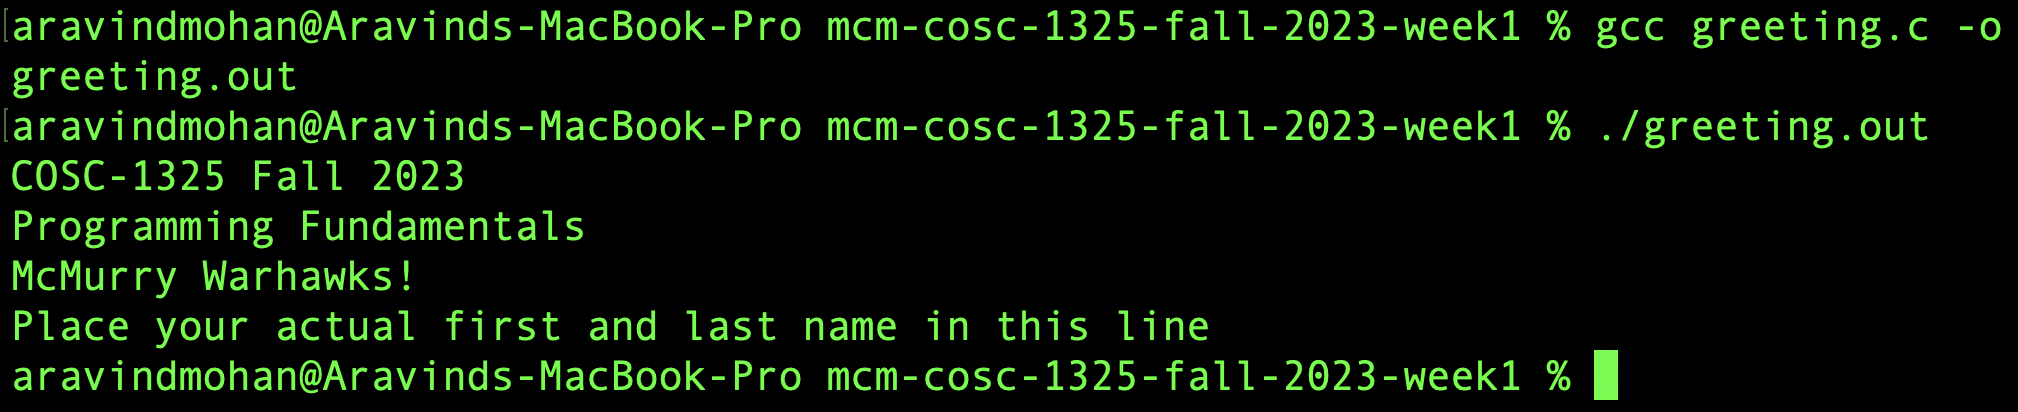 [aravindmohan@Aravinds-MacBook-Pro mcm-cosc-1325-fall-2023-week1 % gcc greeting.c -o
greeting.out
[aravindmohan@Aravinds-MacBook-Pro mcm-cosc-1325-fall-2023-week1 % ./greeting.out
COSC-1325 Fall 2023
Programming Fundamentals
McMurry Warhawks!
Place your actual first and last name in this line
aravindmohan@Aravinds-MacBook-Pro mcm-cosc-1325-fall-2023-week1 %